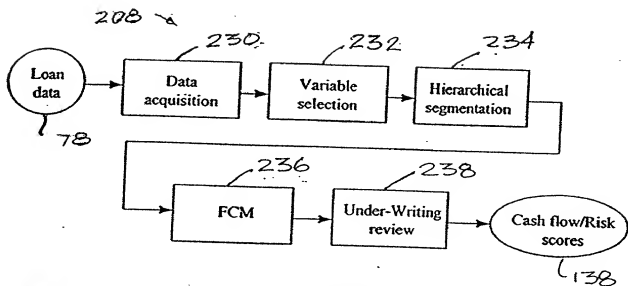 208
230
232
234
Loan
data
Data
acquisition
Variable
selection
Hierarchical
segmentation
78
236
238
FCM
Under-Writing
review
Cash flow/Risk
scores
138